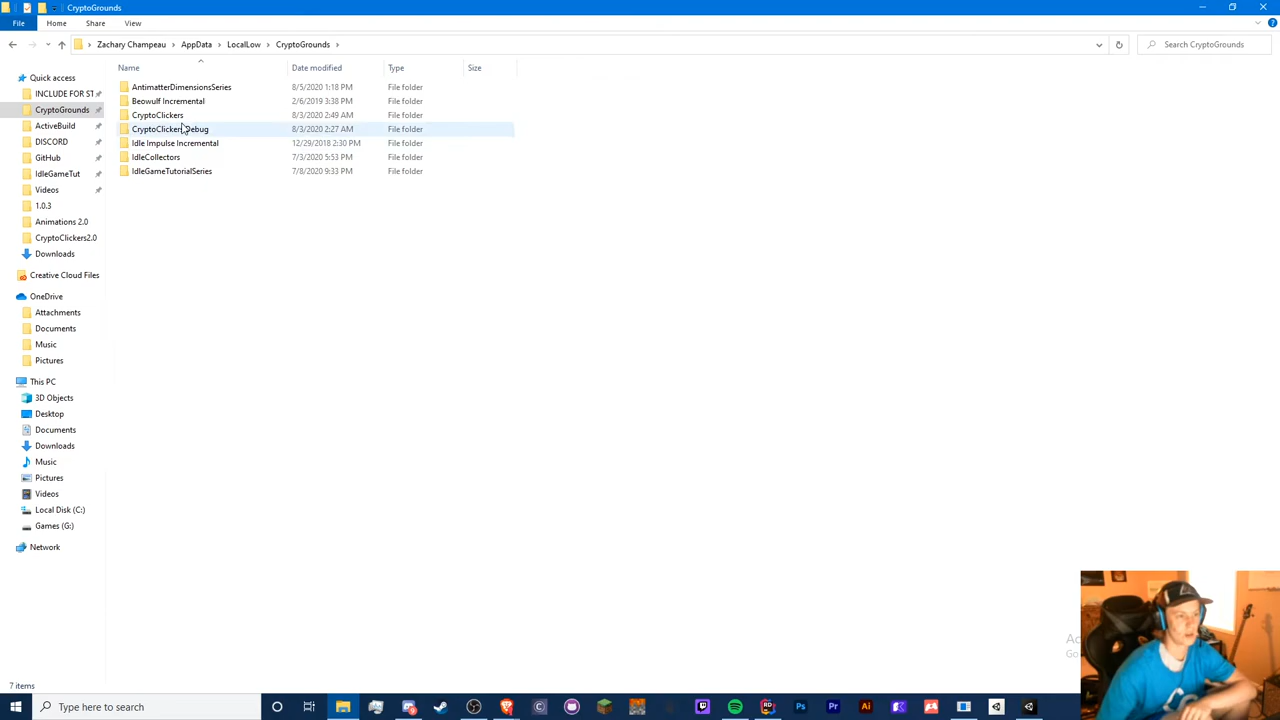 CryptoGrounds
File Home Share View
Zachary Champeau > AppData > LocalLow > CryptoGrounds >
Search CryptoGrounds
Name Date modified Type Size
Quick access
INCLUDE FOR ST
CryptoGrounds
ActiveBuild
DISCORD
GitHub
IdleGameTut
Videos
1.0.3
Animations 2.0
CryptoClickers2.0
Downloads
Creative Cloud Files
OneDrive
Attachments
Documents
Music
Pictures
This PC
3D Objects
Desktop
Documents
Downloads
Music
Pictures
Videos
Local Disk (C:)
Games (G:)
Network
AntimatterDimensionsSeries 8/5/2020 1:18 PM File folder
Beowulf Incremental 2/6/2019 3:38 PM File folder
CryptoClickers 8/3/2020 2:49 AM File folder
CryptoClickersDebug 8/3/2020 2:27 AM File folder
Idle Impulse Incremental 12/29/2018 2:30 PM File folder
IdleCollectors 7/3/2020 5:53 PM File folder
IdleGameTutorialSeries 7/8/2020 9:33 PM File folder
7 items
Type here to search